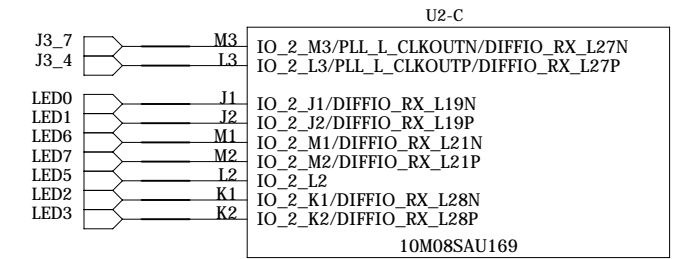 U2-C
J3_7 M3 IO_2_M3/PLL_L_CLKOUTN/DIFFIO_RX_L27N
J3_4 L3 IO_2_L3/PLL_L_CLKOUTP/DIFFIO_RX_L27P
LED0 J1 IO_2_J1/DIFFIO_RX_L19N
LED1 J2 IO_2_J2/DIFFIO_RX_L19P
LED6 M1 IO_2_M1/DIFFIO_RX_L21N
LED7 M2 IO_2_M2/DIFFIO_RX_L21P
LED5 L2 IO_2_L2
LED2 K1 IO_2_K1/DIFFIO_RX_L28N
LED3 K2 IO_2_K2/DIFFIO_RX_L28P
10M08SAU169